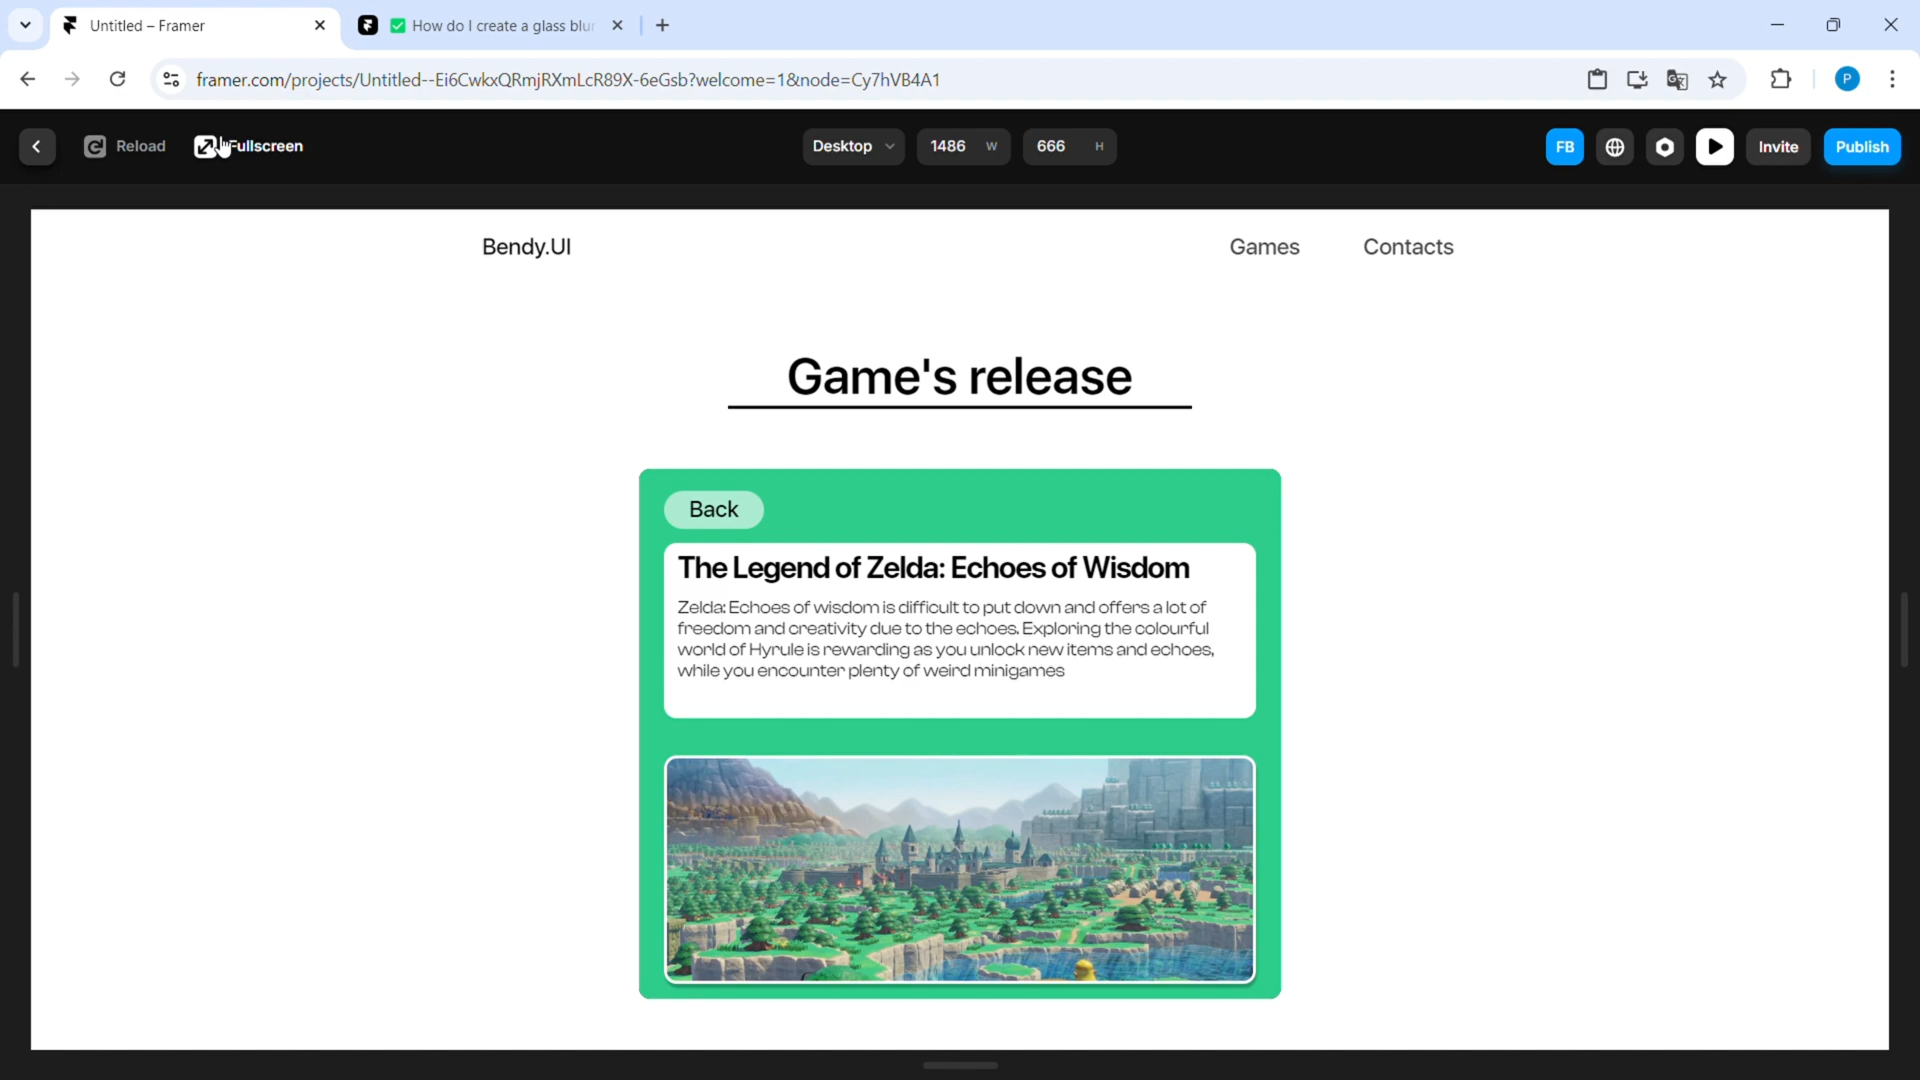 Untitled – Framer
How do I create a glass blur
framer.com/projects/Untitled--Ei6CwkxQRmjRXmLcR89X-6eGsb?welcome=1&node=Cy7hVB4A1
P
Reload
Fullscreen
Desktop
1486 W
666 H
FB
Invite
Publish
Bendy.UI
Games
Contacts
Game's release
Back
The Legend of Zelda: Echoes of Wisdom
Zelda: Echoes of wisdom is difficult to put down and offers a lot of
freedom and creativity due to the echoes. Exploring the colourful
world of Hyrule is rewarding as you unlock new items and echoes,
while you encounter plenty of weird minigames